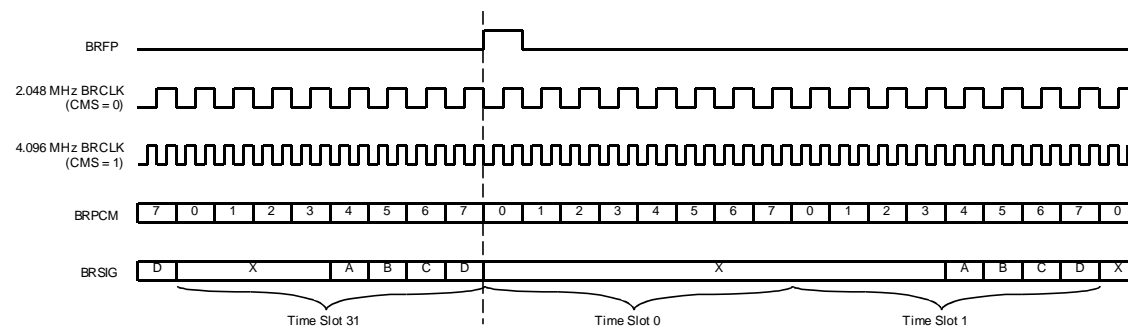 BRFP
2.048 MHz BRCLK
(CMS = 0)
4.096 MHz BRCLK
(CMS = 1)
BRPCM 7 0 1 2 3 4 5 6 7 0 1 2 3 4 5 6 7 0 1 2 3 4 5 6 7 0
BRSIG D X A B C D X A B C D X
Time Slot 31 Time Slot 0 Time Slot 1